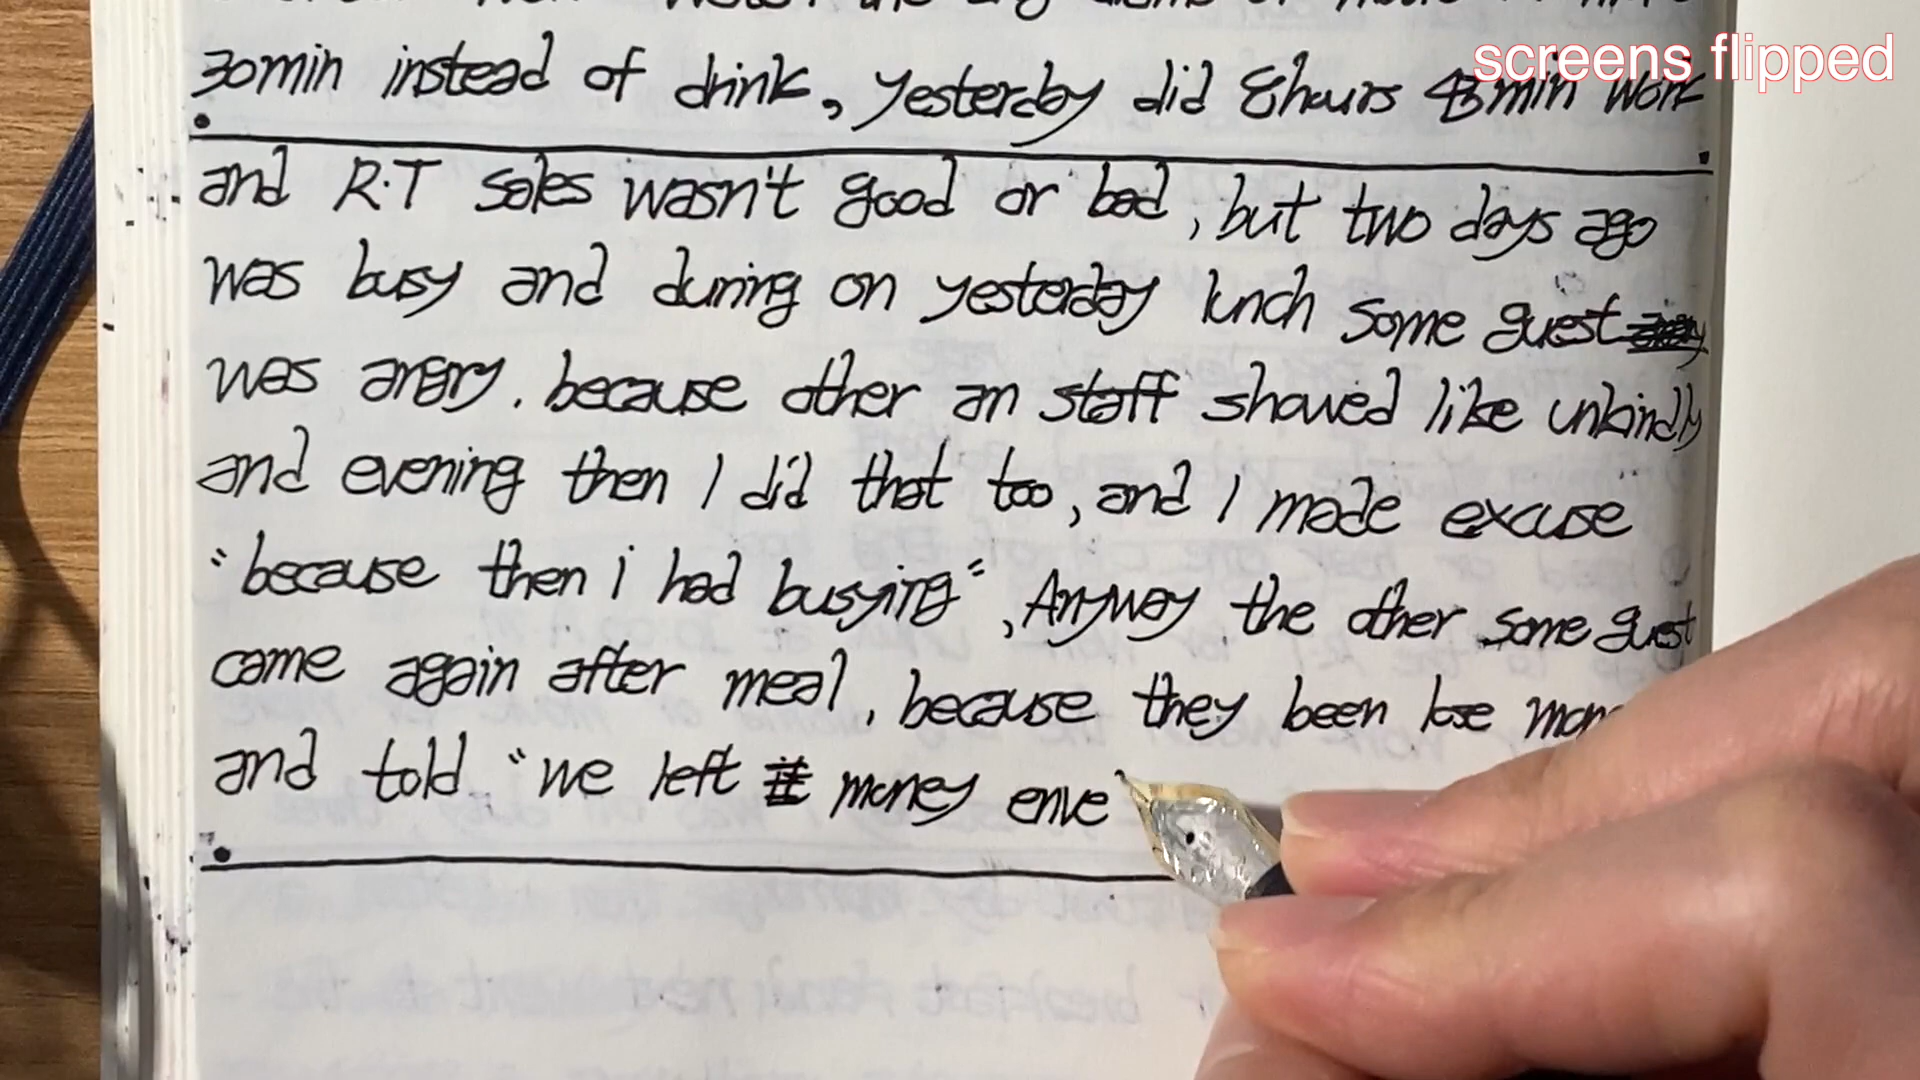 screens flipped
30min instead of drink, yesterday did 8hours 43min work
and R.T sales wasn't good or bad, but two days ago
was busy and during on yesterday lunch some guest
was angry. because other an staff showed like unkindly
and evening then I did that too, and I made excuse
"because then i had busying", Anyway the other some guest
came again after meal, because they been lose
and told "we left money enve